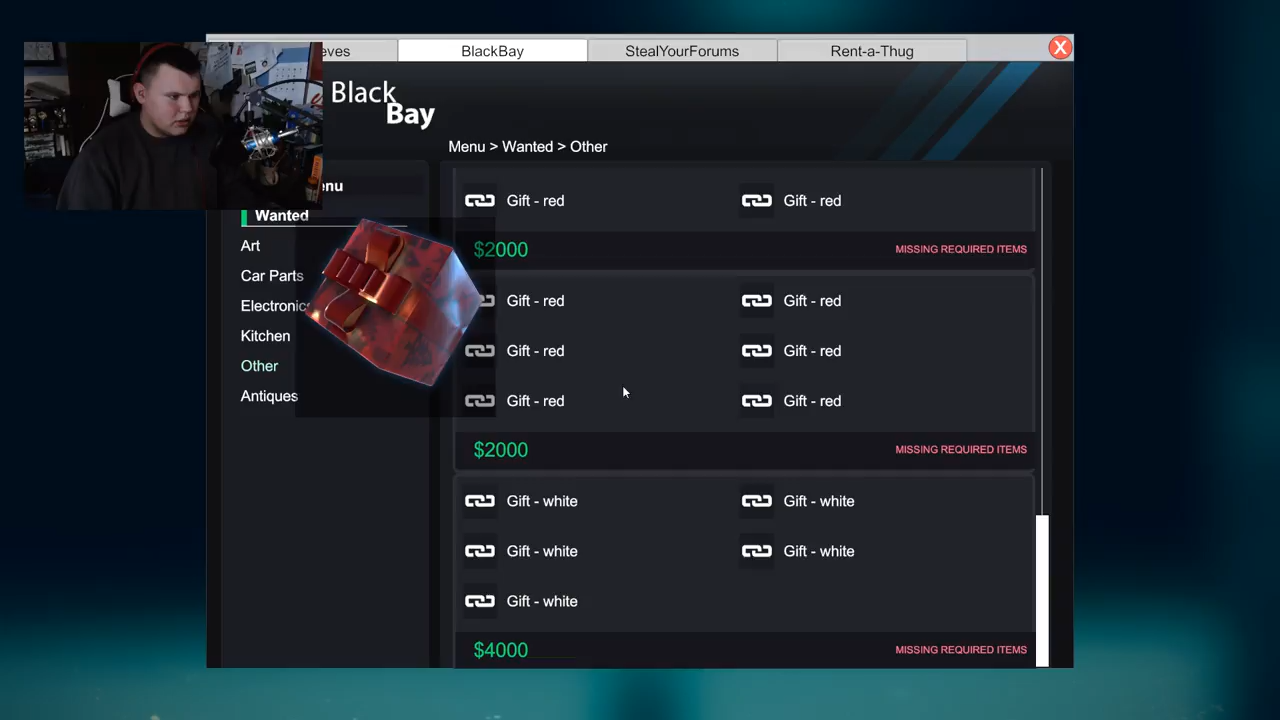 eves
BlackBay
StealYourForums
Rent-a-Thug
X
Black
Bay
Menu > Wanted > Other
enu
Wanted
Art
Car Parts
Electronics
Kitchen
Other
Antiques
Gift - red Gift - red
$2000 MISSING REQUIRED ITEMS
Gift - red Gift - red
Gift - red Gift - red
Gift - red Gift - red
$2000 MISSING REQUIRED ITEMS
Gift - white Gift - white
Gift - white Gift - white
Gift - white
$4000 MISSING REQUIRED ITEMS